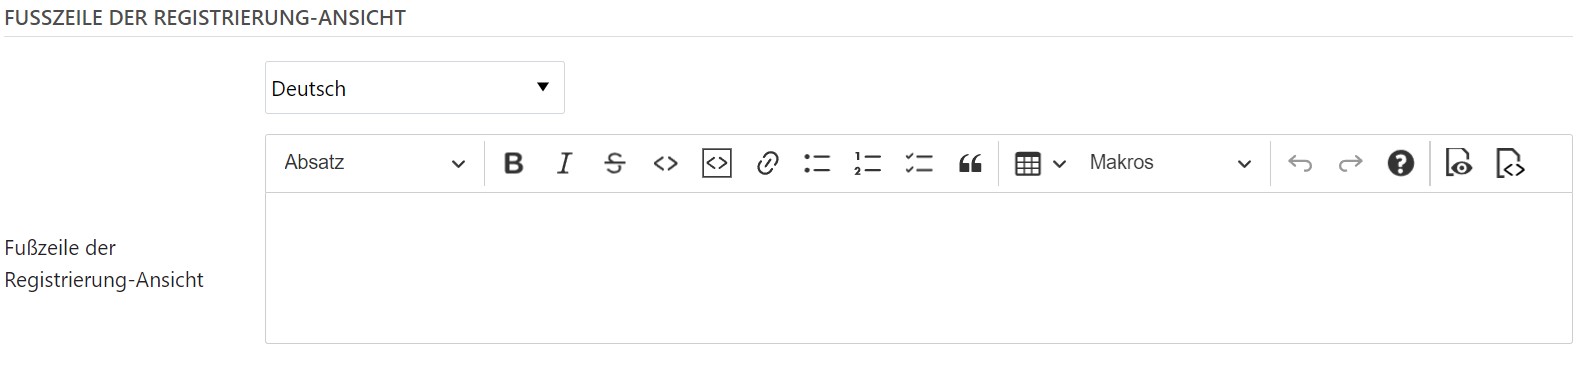 FUSSZEILE DER REGISTRIERUNG-ANSICHT
Deutsch
Absatz Makros
Fußzeile der
Registrierung-Ansicht